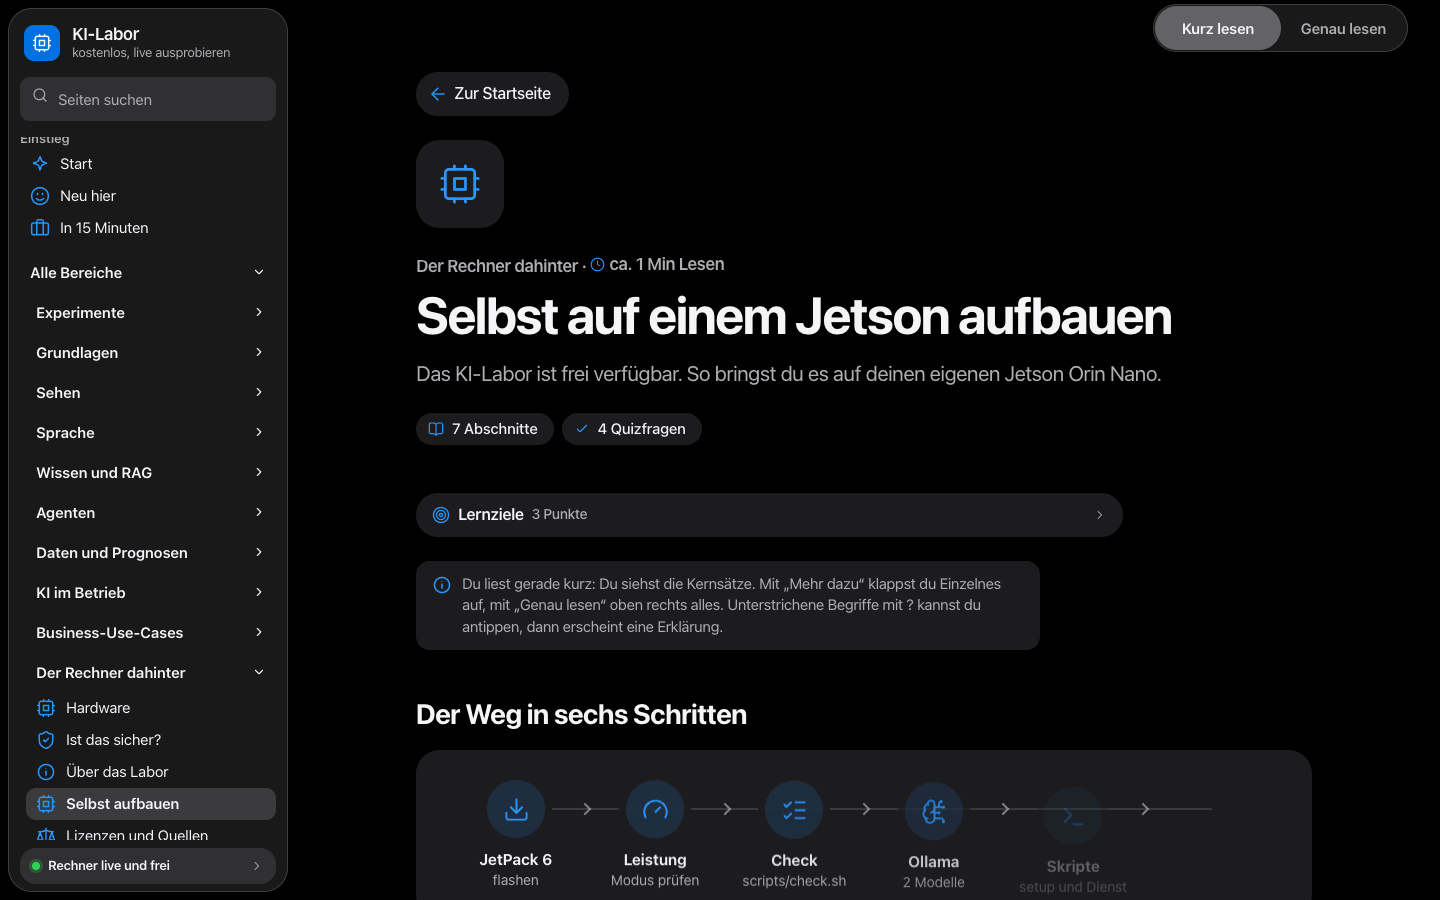 KI-Labor
kostenlos, live ausprobieren
Seiten suchen
Einstieg
Start
Neu hier
In 15 Minuten
Alle Bereiche
Experimente
Grundlagen
Sehen
Sprache
Wissen und RAG
Agenten
Daten und Prognosen
KI im Betrieb
Business-Use-Cases
Der Rechner dahinter
Hardware
Ist das sicher?
Über das Labor
Selbst aufbauen
Lizenzen und Quellen
Rechner live und frei
Kurz lesen
Genau lesen
Zur Startseite
Der Rechner dahinter · ca. 1 Min Lesen
Selbst auf einem Jetson aufbauen
Das KI-Labor ist frei verfügbar. So bringst du es auf deinen eigenen Jetson Orin Nano.
7 Abschnitte
4 Quizfragen
Lernziele 3 Punkte
Du liest gerade kurz: Du siehst die Kernsätze. Mit „Mehr dazu“ klappst du Einzelnes
auf, mit „Genau lesen“ oben rechts alles. Unterstrichene Begriffe mit ? kannst du
antippen, dann erscheint eine Erklärung.
Der Weg in sechs Schritten
JetPack 6
flashen
Leistung
Modus prüfen
Check
scripts/check.sh
Ollama
2 Modelle
Skripte
setup und Dienst